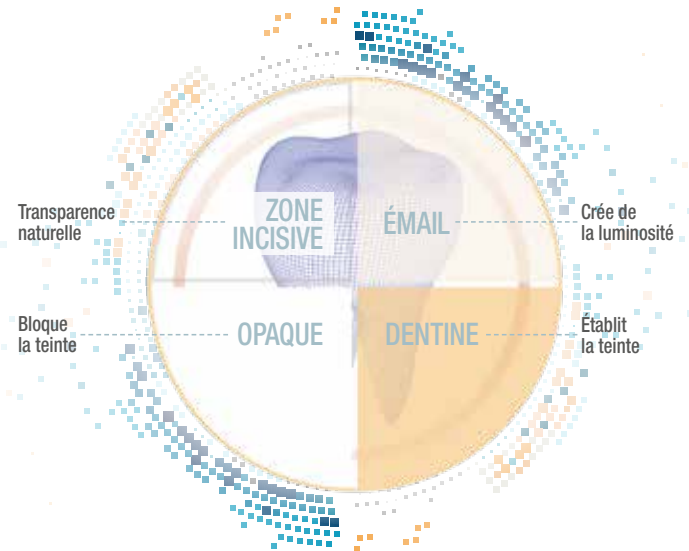 Transparence
naturelle
ZONE
INCISIVE
ÉMAIL
Crée de
la luminosité
Bloque
la teinte
OPAQUE
DENTINE
Établit
la teinte